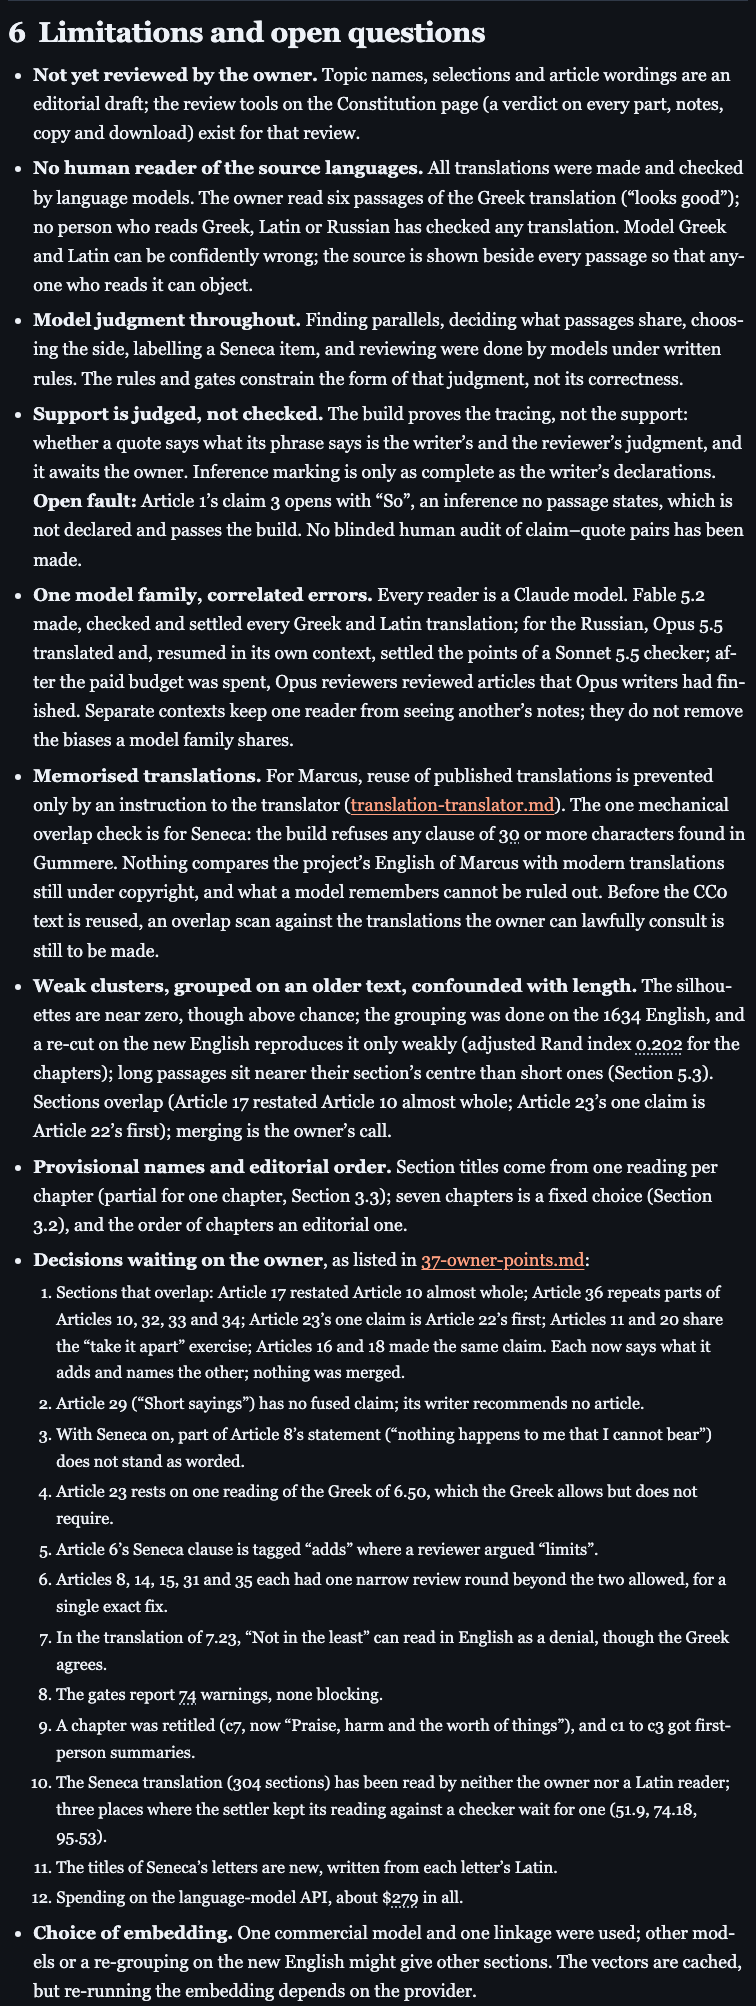 6 Limitations and open questions
• Not yet reviewed by the owner. Topic names, selections and article wordings are an
editorial draft; the review tools on the Constitution page (a verdict on every part, notes,
copy and download) exist for that review.
• No human reader of the source languages. All translations were made and checked
by language models. The owner read six passages of the Greek translation (“looks good”);
no person who reads Greek, Latin or Russian has checked any translation. Model Greek
and Latin can be confidently wrong; the source is shown beside every passage so that any-
one who reads it can object.
• Model judgment throughout. Finding parallels, deciding what passages share, choos-
ing the side, labelling a Seneca item, and reviewing were done by models under written
rules. The rules and gates constrain the form of that judgment, not its correctness.
• Support is judged, not checked. The build proves the tracing, not the support:
whether a quote says what its phrase says is the writer’s and the reviewer’s judgment, and
it awaits the owner. Inference marking is only as complete as the writer’s declarations.
Open fault: Article 1’s claim 3 opens with “So”, an inference no passage states, which is
not declared and passes the build. No blinded human audit of claim–quote pairs has been
made.
• One model family, correlated errors. Every reader is a Claude model. Fable 5.2
made, checked and settled every Greek and Latin translation; for the Russian, Opus 5.5
translated and, resumed in its own context, settled the points of a Sonnet 5.5 checker; af-
ter the paid budget was spent, Opus reviewers reviewed articles that Opus writers had fin-
ished. Separate contexts keep one reader from seeing another’s notes; they do not remove
the biases a model family shares.
• Memorised translations. For Marcus, reuse of published translations is prevented
only by an instruction to the translator (translation-translator.md). The one mechanical
overlap check is for Seneca: the build refuses any clause of 30 or more characters found in
Gummere. Nothing compares the project’s English of Marcus with modern translations
still under copyright, and what a model remembers cannot be ruled out. Before the CC0
text is reused, an overlap scan against the translations the owner can lawfully consult is
still to be made.
• Weak clusters, grouped on an older text, confounded with length. The silhou-
ettes are near zero, though above chance; the grouping was done on the 1634 English, and
a re-cut on the new English reproduces it only weakly (adjusted Rand index 0.202 for the
chapters); long passages sit nearer their section’s centre than short ones (Section 5.3).
Sections overlap (Article 17 restated Article 10 almost whole; Article 23’s one claim is
Article 22’s first); merging is the owner’s call.
• Provisional names and editorial order. Section titles come from one reading per
chapter (partial for one chapter, Section 3.3); seven chapters is a fixed choice (Section
3.2), and the order of chapters an editorial one.
• Decisions waiting on the owner, as listed in 37-owner-points.md:
1. Sections that overlap: Article 17 restated Article 10 almost whole; Article 36 repeats parts of
Articles 10, 32, 33 and 34; Article 23’s one claim is Article 22’s first; Articles 11 and 20 share
the “take it apart” exercise; Articles 16 and 18 made the same claim. Each now says what it
adds and names the other; nothing was merged.
2. Article 29 (“Short sayings”) has no fused claim; its writer recommends no article.
3. With Seneca on, part of Article 8’s statement (“nothing happens to me that I cannot bear”)
does not stand as worded.
4. Article 23 rests on one reading of the Greek of 6.50, which the Greek allows but does not
require.
5. Article 6’s Seneca clause is tagged “adds” where a reviewer argued “limits”.
6. Articles 8, 14, 15, 31 and 35 each had one narrow review round beyond the two allowed, for a
single exact fix.
7. In the translation of 7.23, “Not in the least” can read in English as a denial, though the Greek
agrees.
8. The gates report 74 warnings, none blocking.
9. A chapter was retitled (c7, now “Praise, harm and the worth of things”), and c1 to c3 got first-
person summaries.
10. The Seneca translation (304 sections) has been read by neither the owner nor a Latin reader;
three places where the settler kept its reading against a checker wait for one (51.9, 74.18,
95.53).
11. The titles of Seneca’s letters are new, written from each letter’s Latin.
12. Spending on the language-model API, about $279 in all.
• Choice of embedding. One commercial model and one linkage were used; other mod-
els or a re-grouping on the new English might give other sections. The vectors are cached,
but re-running the embedding depends on the provider.